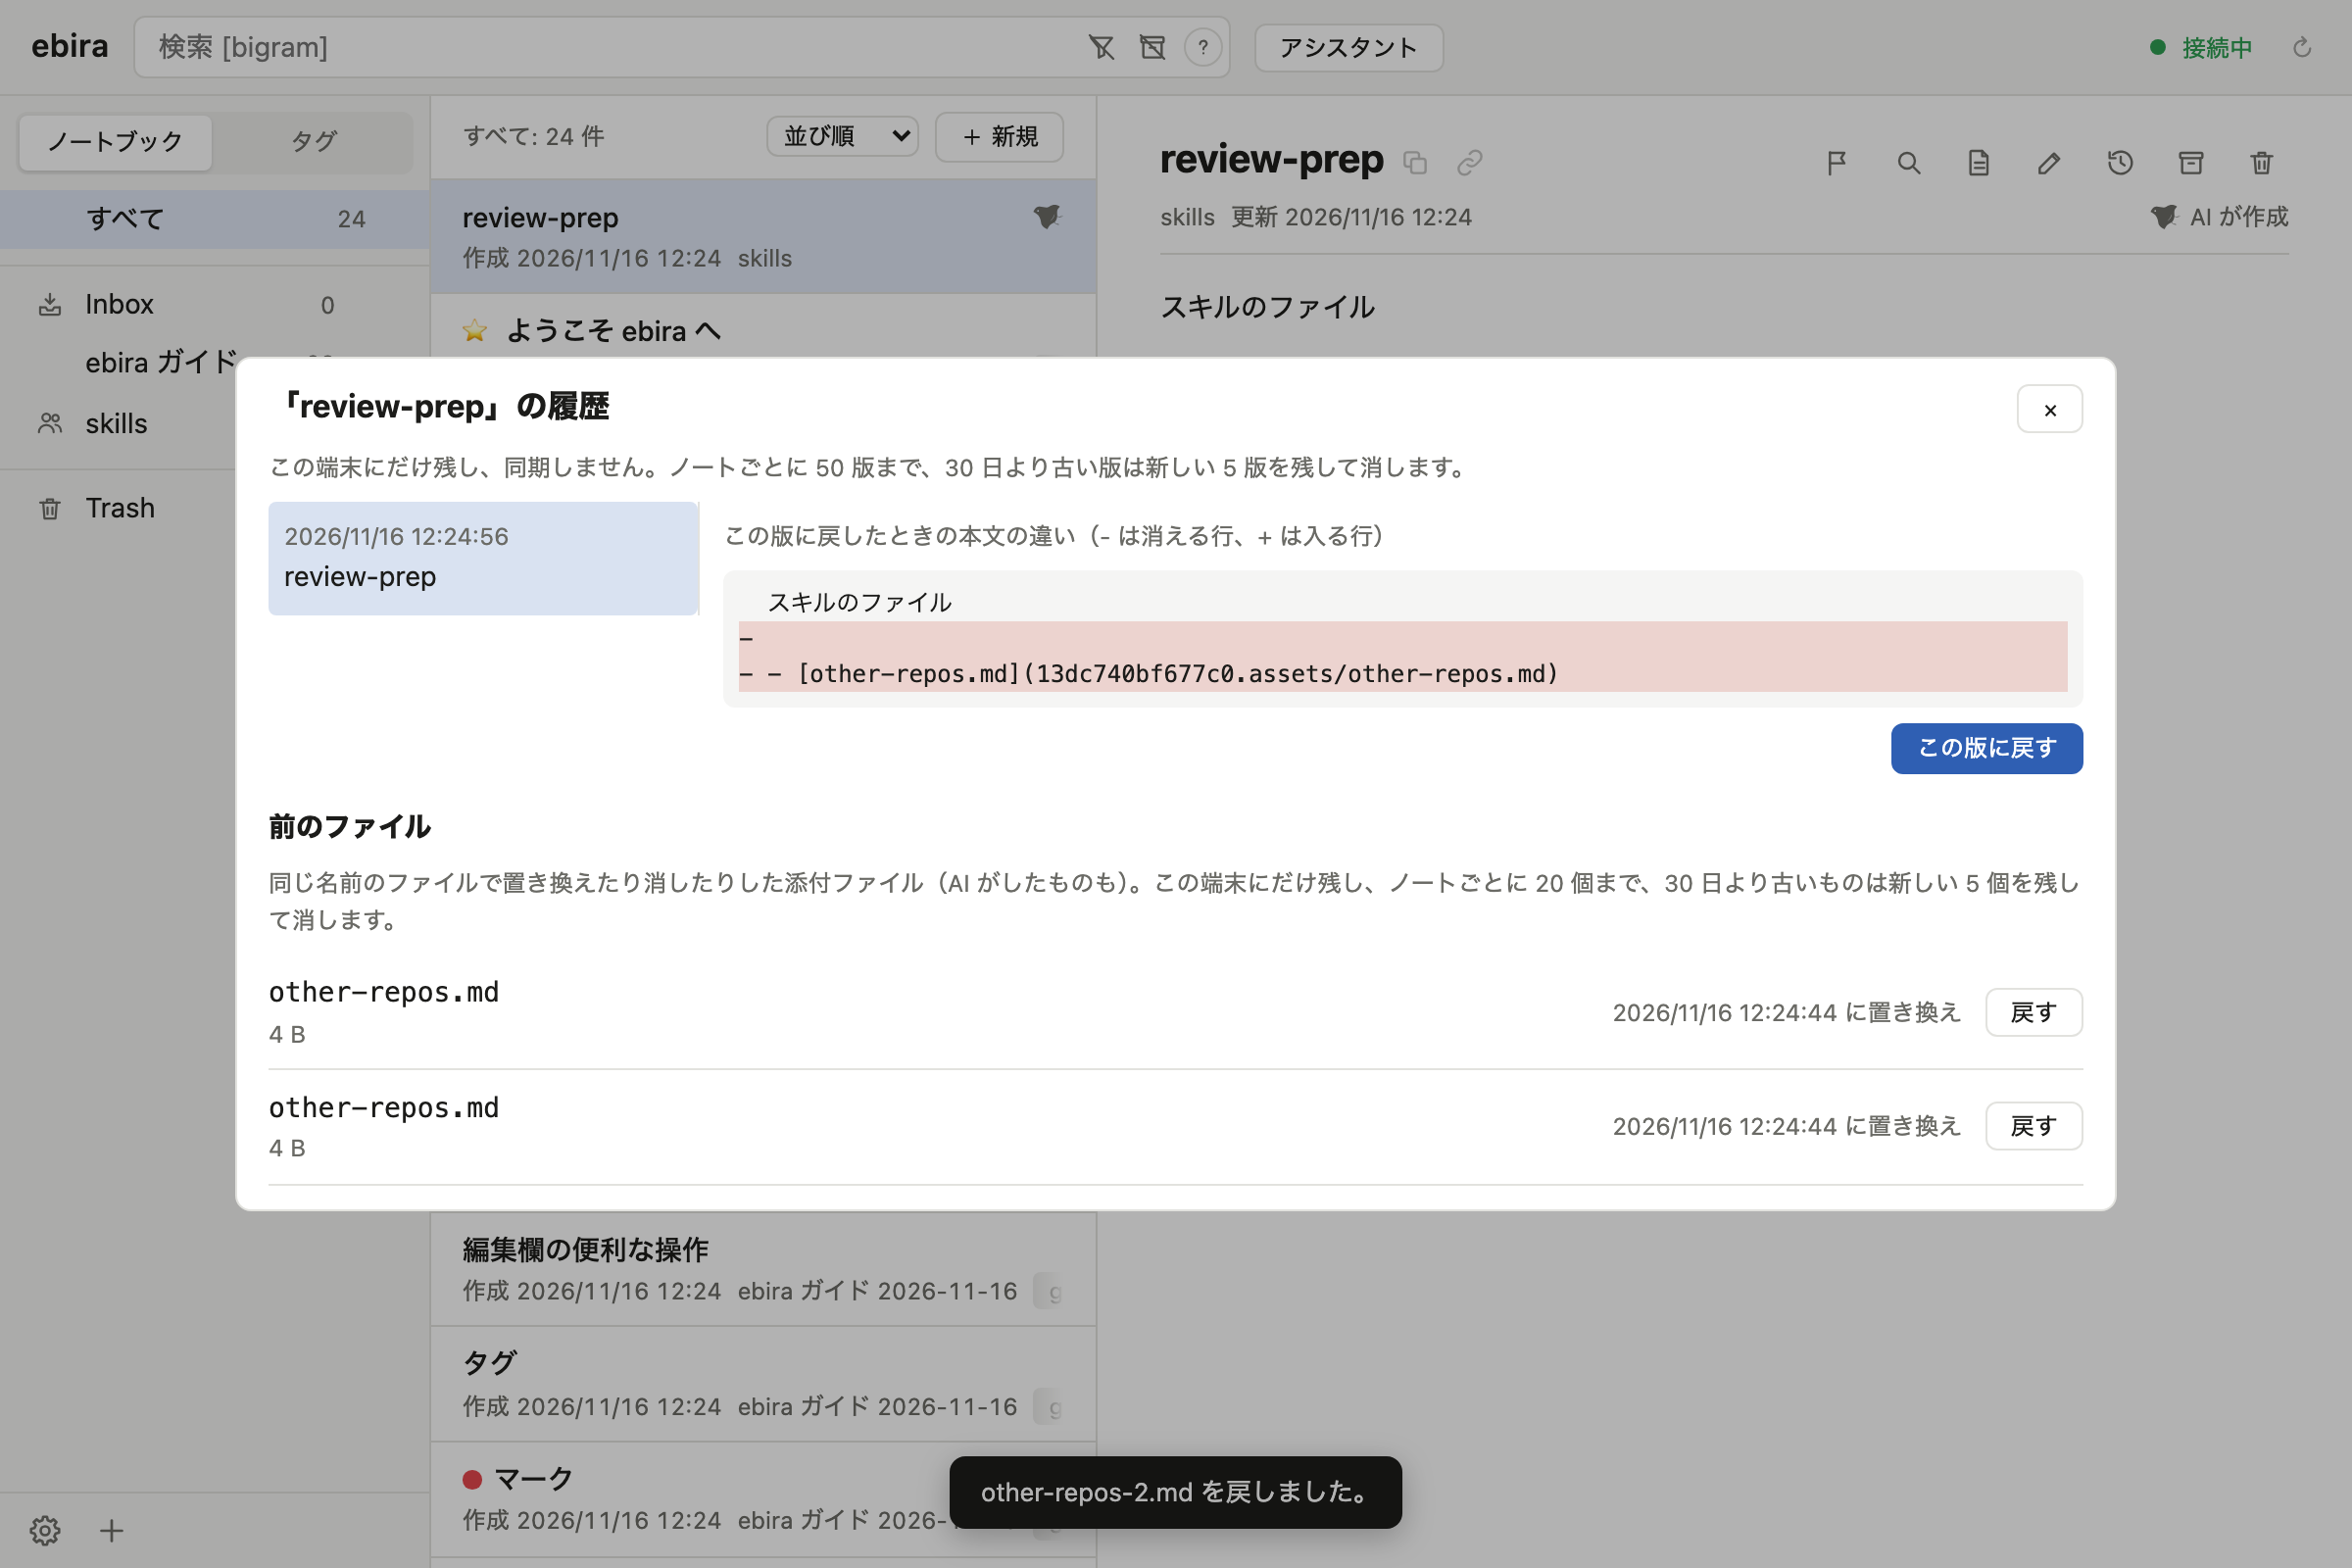 ebira
検索 [bigram]
?
アシスタント
接続中
ノートブック
タグ
すべて 24
Inbox 0
ebira ガイド
skills
Trash
すべて: 24 件
並び順
+ 新規
review-prep
作成 2026/11/16 12:24 skills
ようこそ ebira へ
review-prep
skills 更新 2026/11/16 12:24
AI が作成
スキルのファイル
「review-prep」の履歴
×
この端末にだけ残し、同期しません。ノートごとに 50 版まで、30 日より古い版は新しい 5 版を残して消します。
2026/11/16 12:24:56
review-prep
この版に戻したときの本文の違い（- は消える行、+ は入る行）
スキルのファイル
-
- - [other-repos.md](13dc740bf677c0.assets/other-repos.md)
この版に戻す
前のファイル
同じ名前のファイルで置き換えたり消したりした添付ファイル（AI がしたものも）。この端末にだけ残し、ノートごとに 20 個まで、30 日より古いものは新しい 5 個を残し
て消します。
other-repos.md
4 B
2026/11/16 12:24:44 に置き換え
戻す
other-repos.md
4 B
2026/11/16 12:24:44 に置き換え
戻す
編集欄の便利な操作
作成 2026/11/16 12:24 ebira ガイド 2026-11-16 g
タグ
作成 2026/11/16 12:24 ebira ガイド 2026-11-16 g
マーク
作成 2026/11/16 12:24 ebira ガイド 2026-
other-repos-2.md を戻しました。